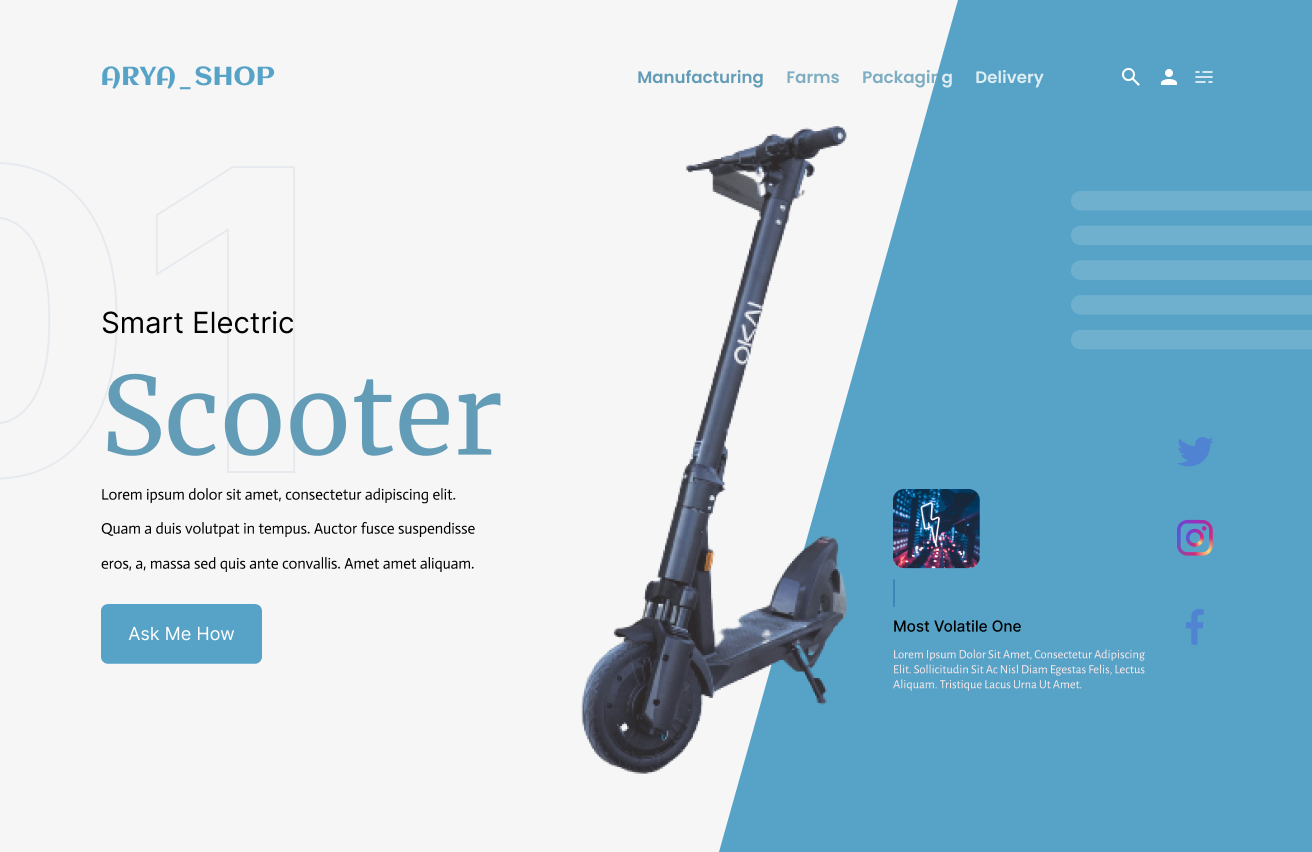 ARYA_SHOP
Manufacturing Farms Packaging Delivery
01
OKAI
Smart Electric
Scooter
Lorem ipsum dolor sit amet, consectetur adipiscing elit.
Quam a duis volutpat in tempus. Auctor fusce suspendisse
eros, a, massa sed quis ante convallis. Amet amet aliquam.
Ask Me How
Most Volatile One
Lorem Ipsum Dolor Sit Amet, Consectetur Adipiscing
Elit. Sollicitudin Sit Ac Nisl Diam Egestas Felis, Lectus
Aliquam. Tristique Lacus Urna Ut Amet.